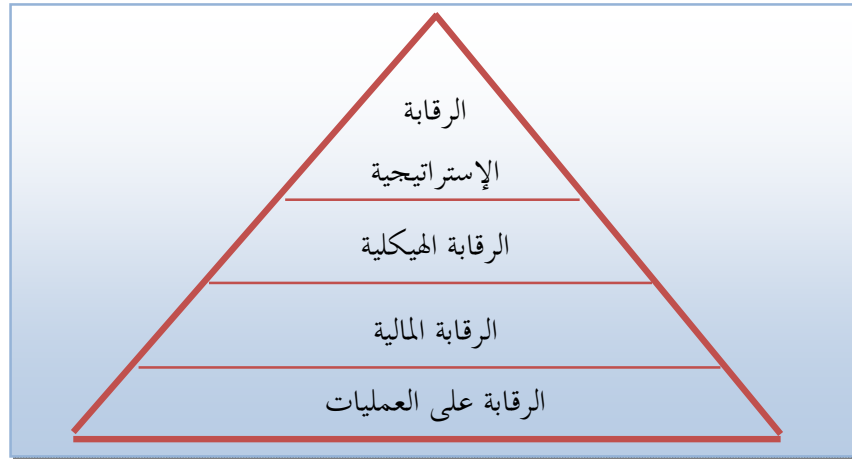 الرقابة
الإستراتيجية
الرقابة الهيكلية
الرقابة المالية
الرقابة على العمليات